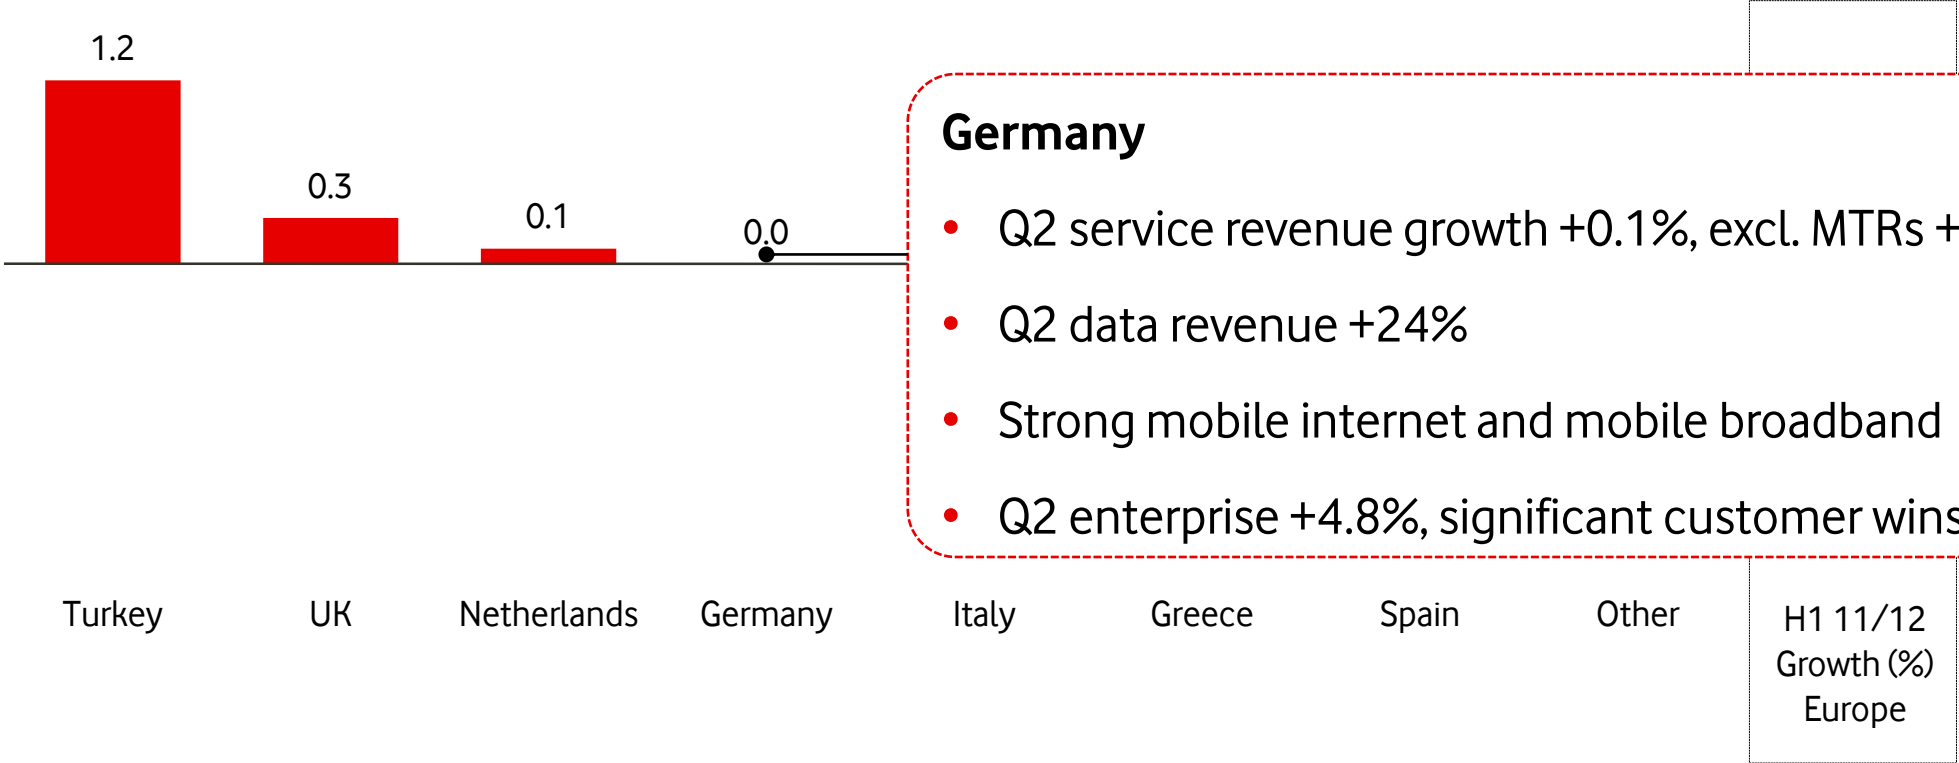 1.2
0.3
0.1
0.0
Germany
• Q2 service revenue growth +0.1%, excl. MTRs +
• Q2 data revenue +24%
• Strong mobile internet and mobile broadband
• Q2 enterprise +4.8%, significant customer wins
Turkey
UK
Netherlands
Germany
Italy
Greece
Spain
Other
H1 11/12
Growth (%)
Europe